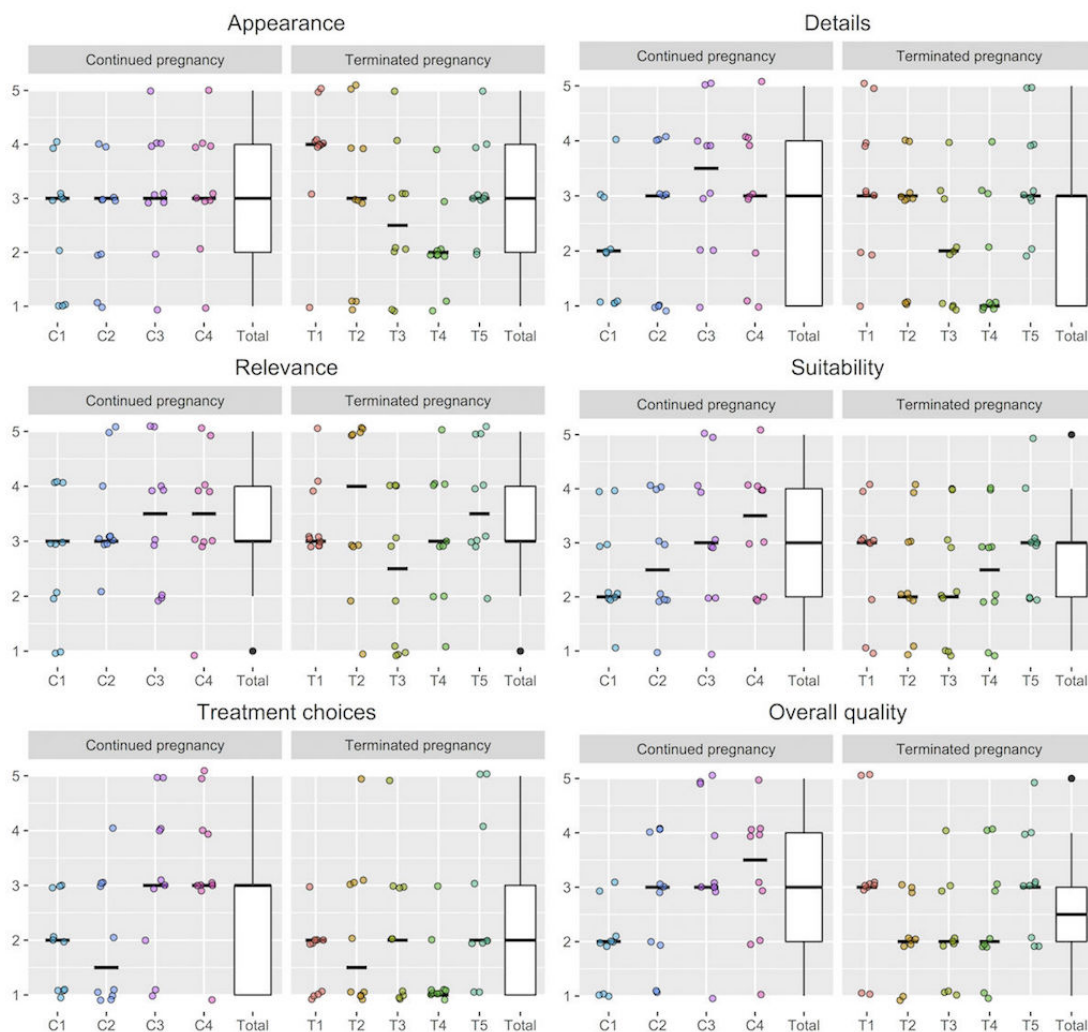 Appearance
Details
Continued pregnancy Terminated pregnancy
Continued pregnancy Terminated pregnancy
5
4
3
2
1
5
4
3
2
1
C1 C2 C3 C4 Total T1 T2 T3 T4 T5 Total
C1 C2 C3 C4 Total T1 T2 T3 T4 T5 Total
Relevance
Suitability
Continued pregnancy Terminated pregnancy
Continued pregnancy Terminated pregnancy
5
4
3
2
1
5
4
3
2
1
C1 C2 C3 C4 Total T1 T2 T3 T4 T5 Total
C1 C2 C3 C4 Total T1 T2 T3 T4 T5 Total
Treatment choices
Overall quality
Continued pregnancy Terminated pregnancy
Continued pregnancy Terminated pregnancy
5
4
3
2
1
5
4
3
2
1
C1 C2 C3 C4 Total T1 T2 T3 T4 T5 Total
C1 C2 C3 C4 Total T1 T2 T3 T4 T5 Total